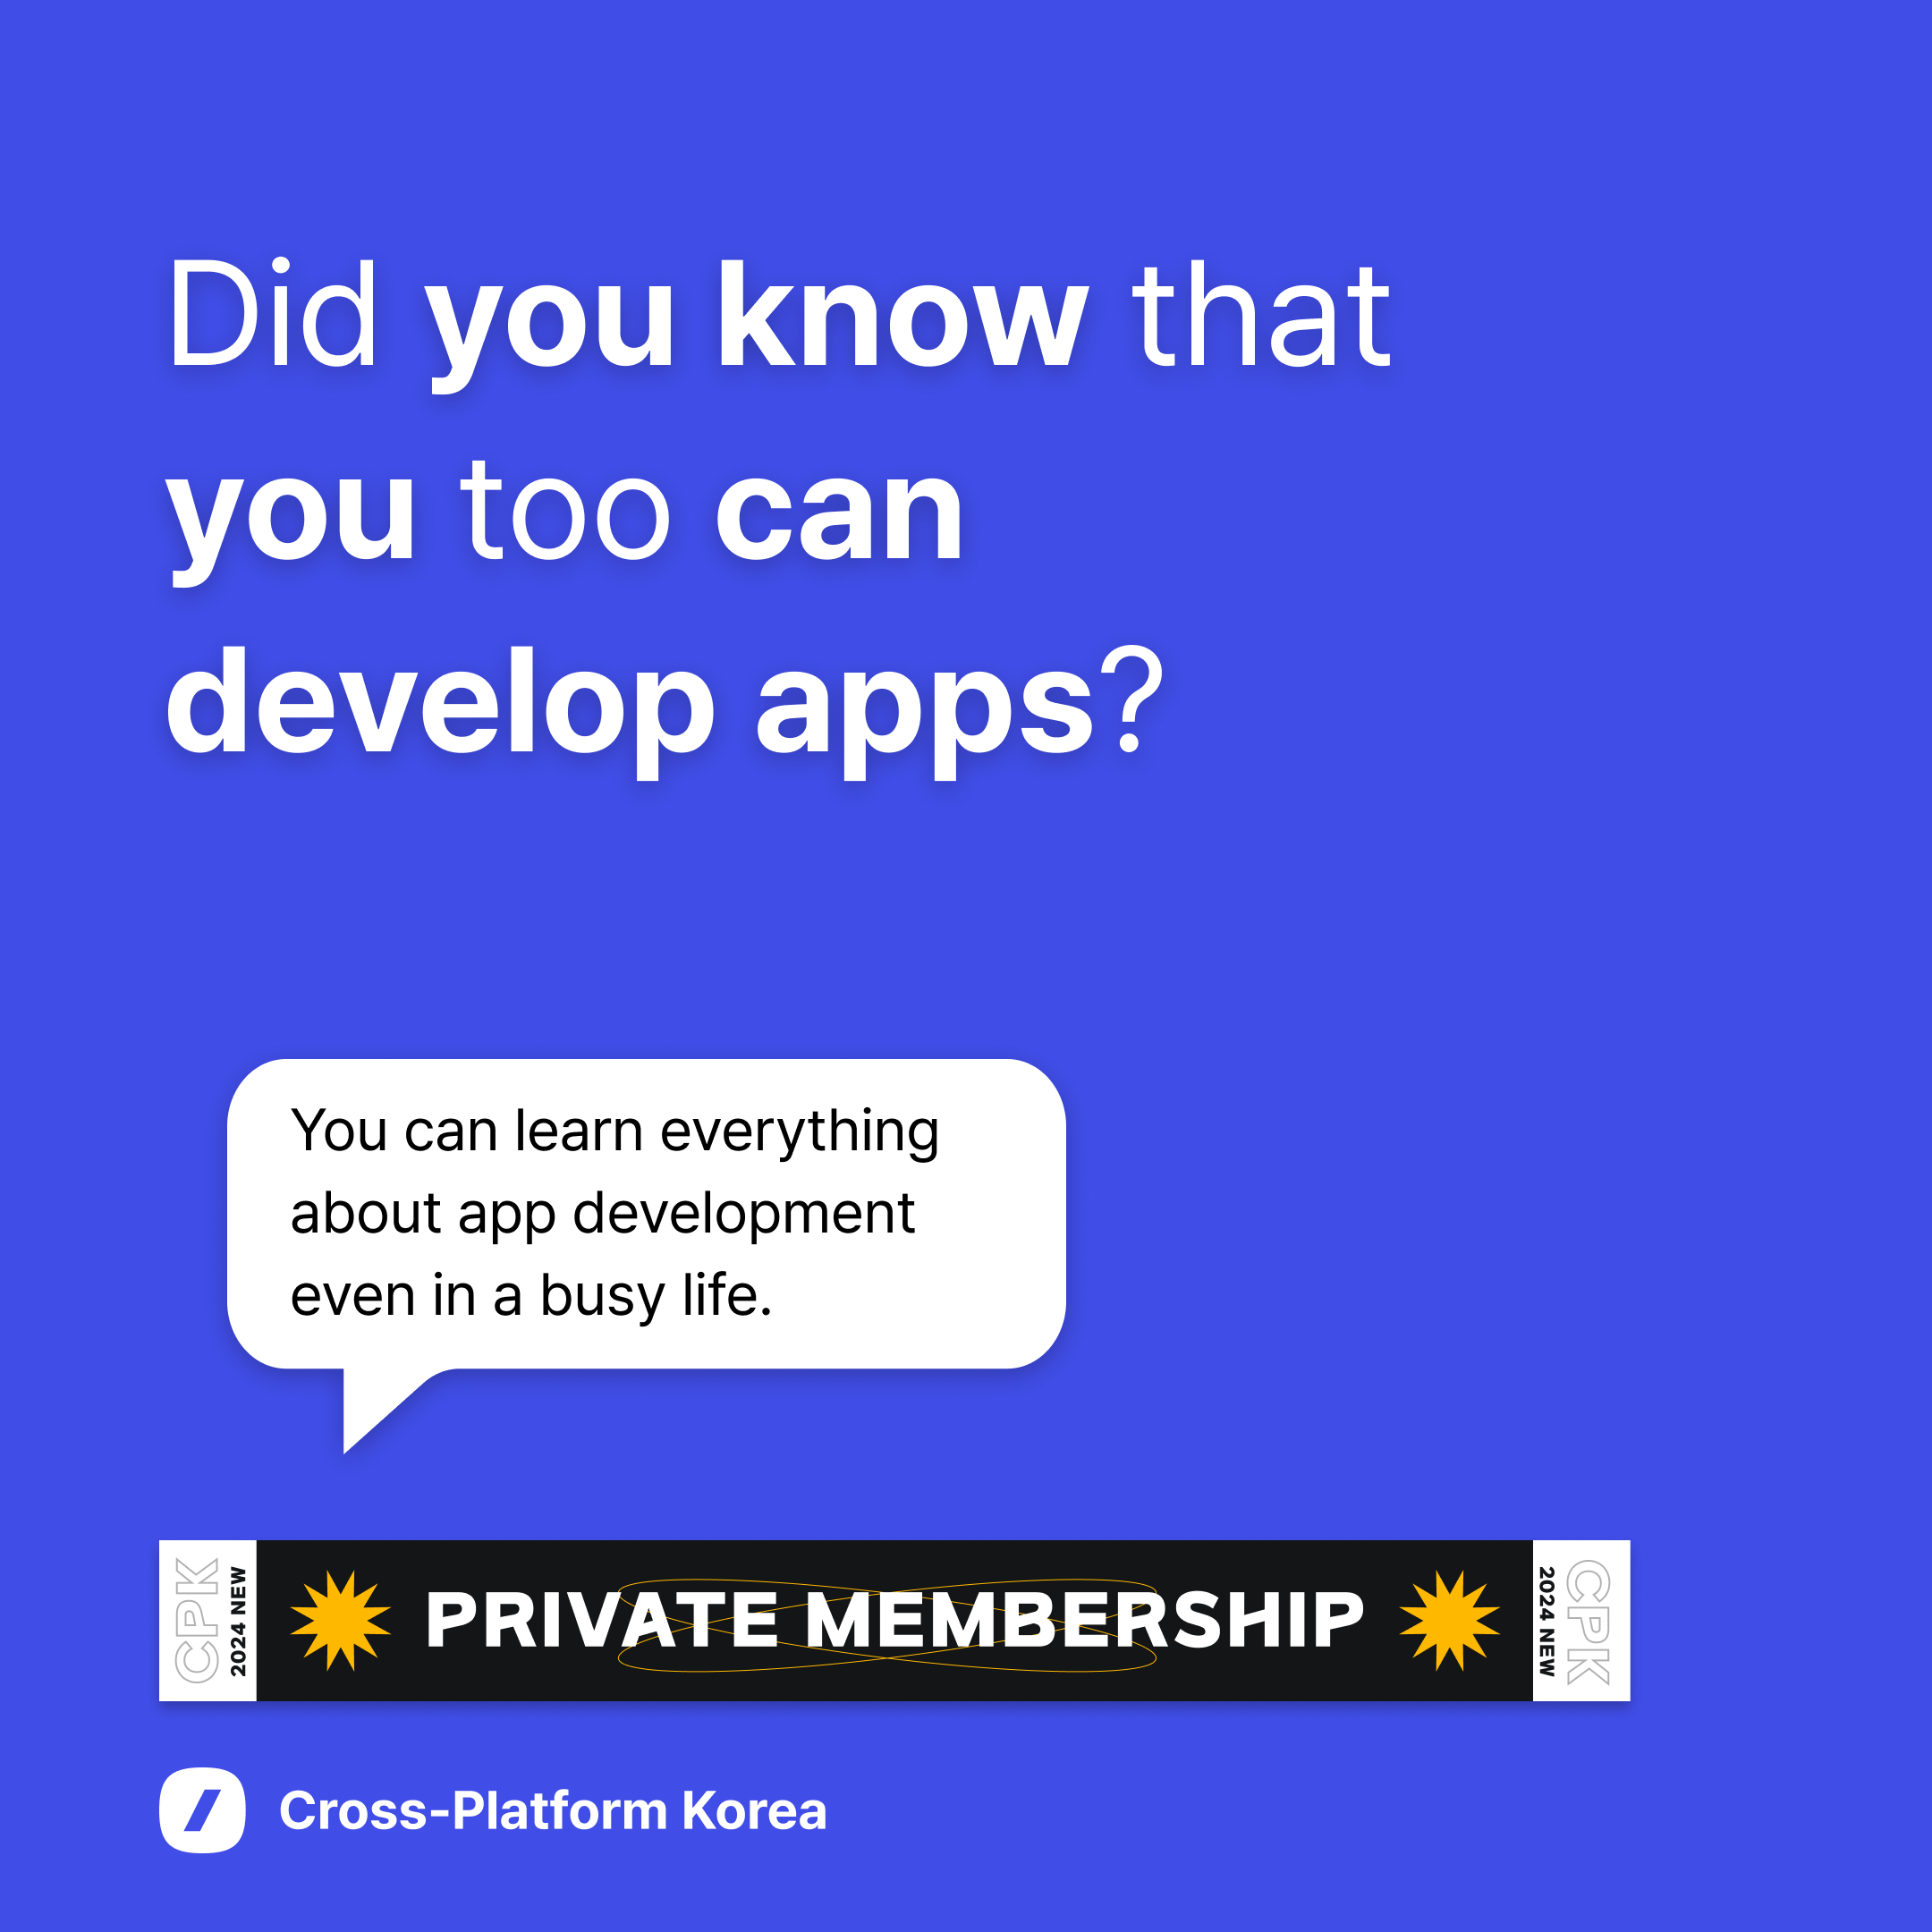 Did you know that
you too can
develop apps?
You can learn everything
about app development
even in a busy life.
CPK
2024 NEW
PRIVATE MEMBERSHIP
2024 NEW
CPK
Cross-Platform Korea